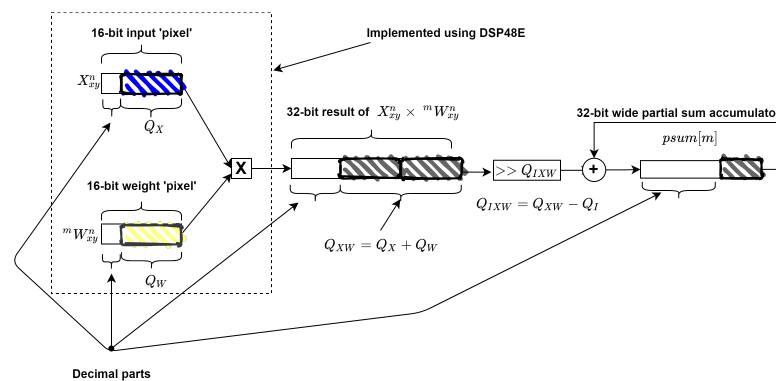 16-bit input 'pixel'
Implemented using DSP48E
X^n_xy
Q_X
32-bit result of X^n_xy × ^mW^n_xy
32-bit wide partial sum accumulato
psum[m]
X
>> Q_IXW
+
16-bit weight 'pixel'
Q_IXW = Q_XW − Q_I
^mW^n_xy
Q_XW = Q_X + Q_W
Q_W
Decimal parts